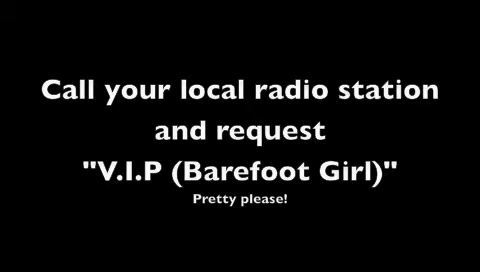 Call your local radio station
and request
"V.I.P (Barefoot Girl)"
Pretty please!